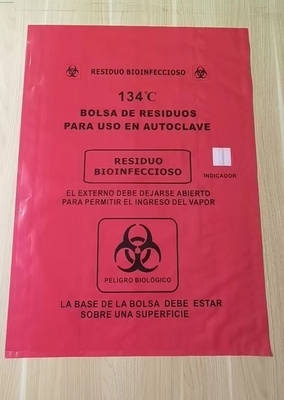 RESIDUO BIOINFECCIOSO
134℃
BOLSA DE RESIDUOS
PARA USO EN AUTOCLAVE
RESIDUO
BIOINFECCIOSO
INDICADOR
EL EXTERNO DEBE DEJARSE ABIERTO
PARA PERMITIR EL INGRESO DEL VAPOR
PELIGRO BIOLÓGICO
LA BASE DE LA BOLSA DEBE ESTAR
SOBRE UNA SUPERFICIE